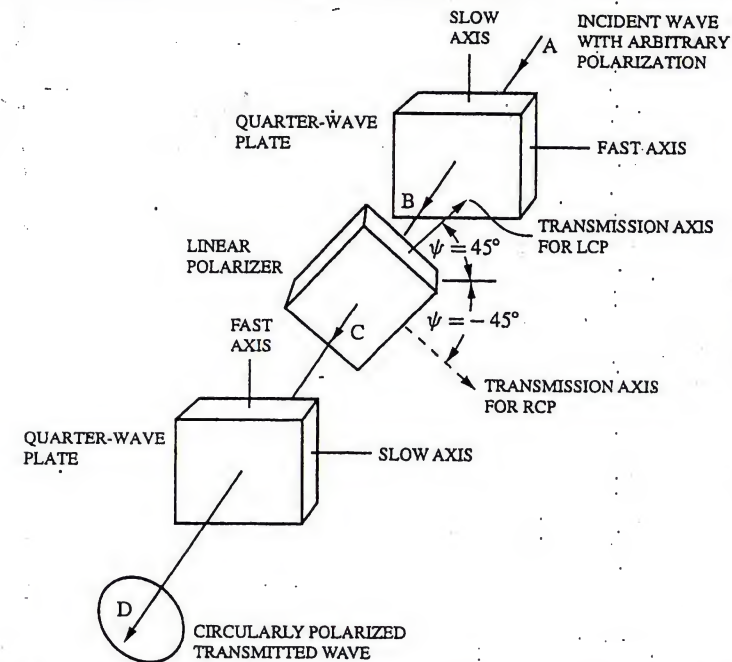 SLOW
AXIS
INCIDENT WAVE
WITH ARBITRARY
POLARIZATION
A
QUARTER-WAVE
PLATE
FAST AXIS
B
TRANSMISSION AXIS
FOR LCP
ψ = 45°
LINEAR
POLARIZER
ψ = – 45°
C
FAST
AXIS
TRANSMISSION AXIS
FOR RCP
QUARTER-WAVE
PLATE
SLOW AXIS
D
CIRCULARLY POLARIZED
TRANSMITTED WAVE